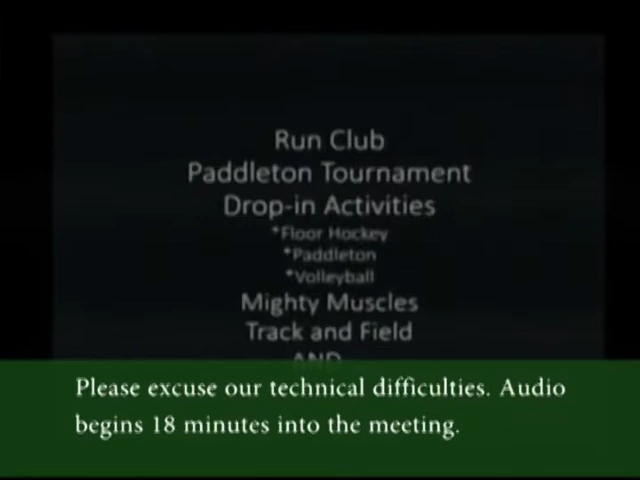 Run Club
Paddleton Tournament
Drop-in Activities
*Floor Hockey
*Paddleton
*Volleyball
Mighty Muscles
Track and Field
AND
Please excuse our technical difficulties. Audio
begins 18 minutes into the meeting.